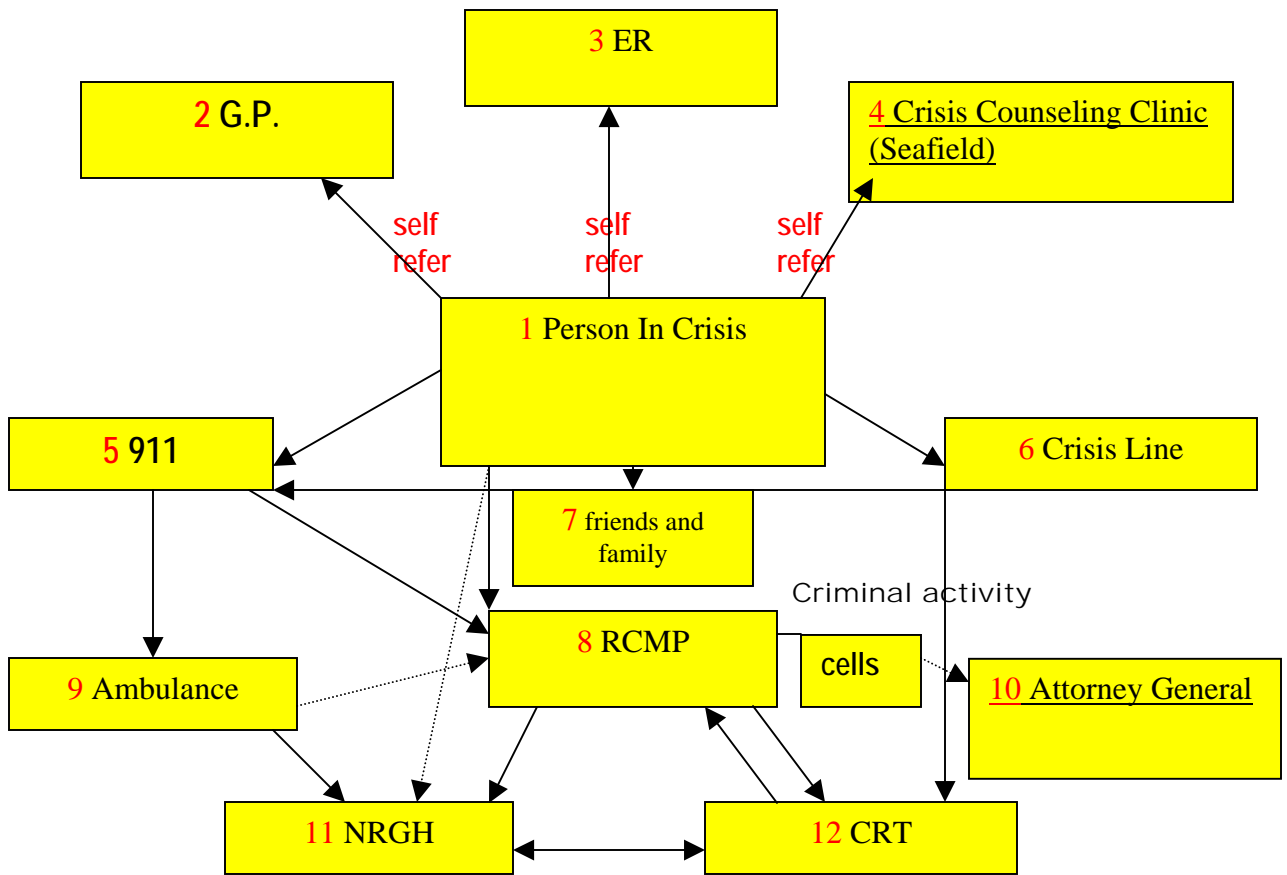 3 ER
2 G.P.
4 Crisis Counseling Clinic
(Seafield)
self
refer
self
refer
self
refer
1 Person In Crisis
5 911
6 Crisis Line
7 friends and
family
Criminal activity
8 RCMP
cells
9 Ambulance
10 Attorney General
11 NRGH
12 CRT